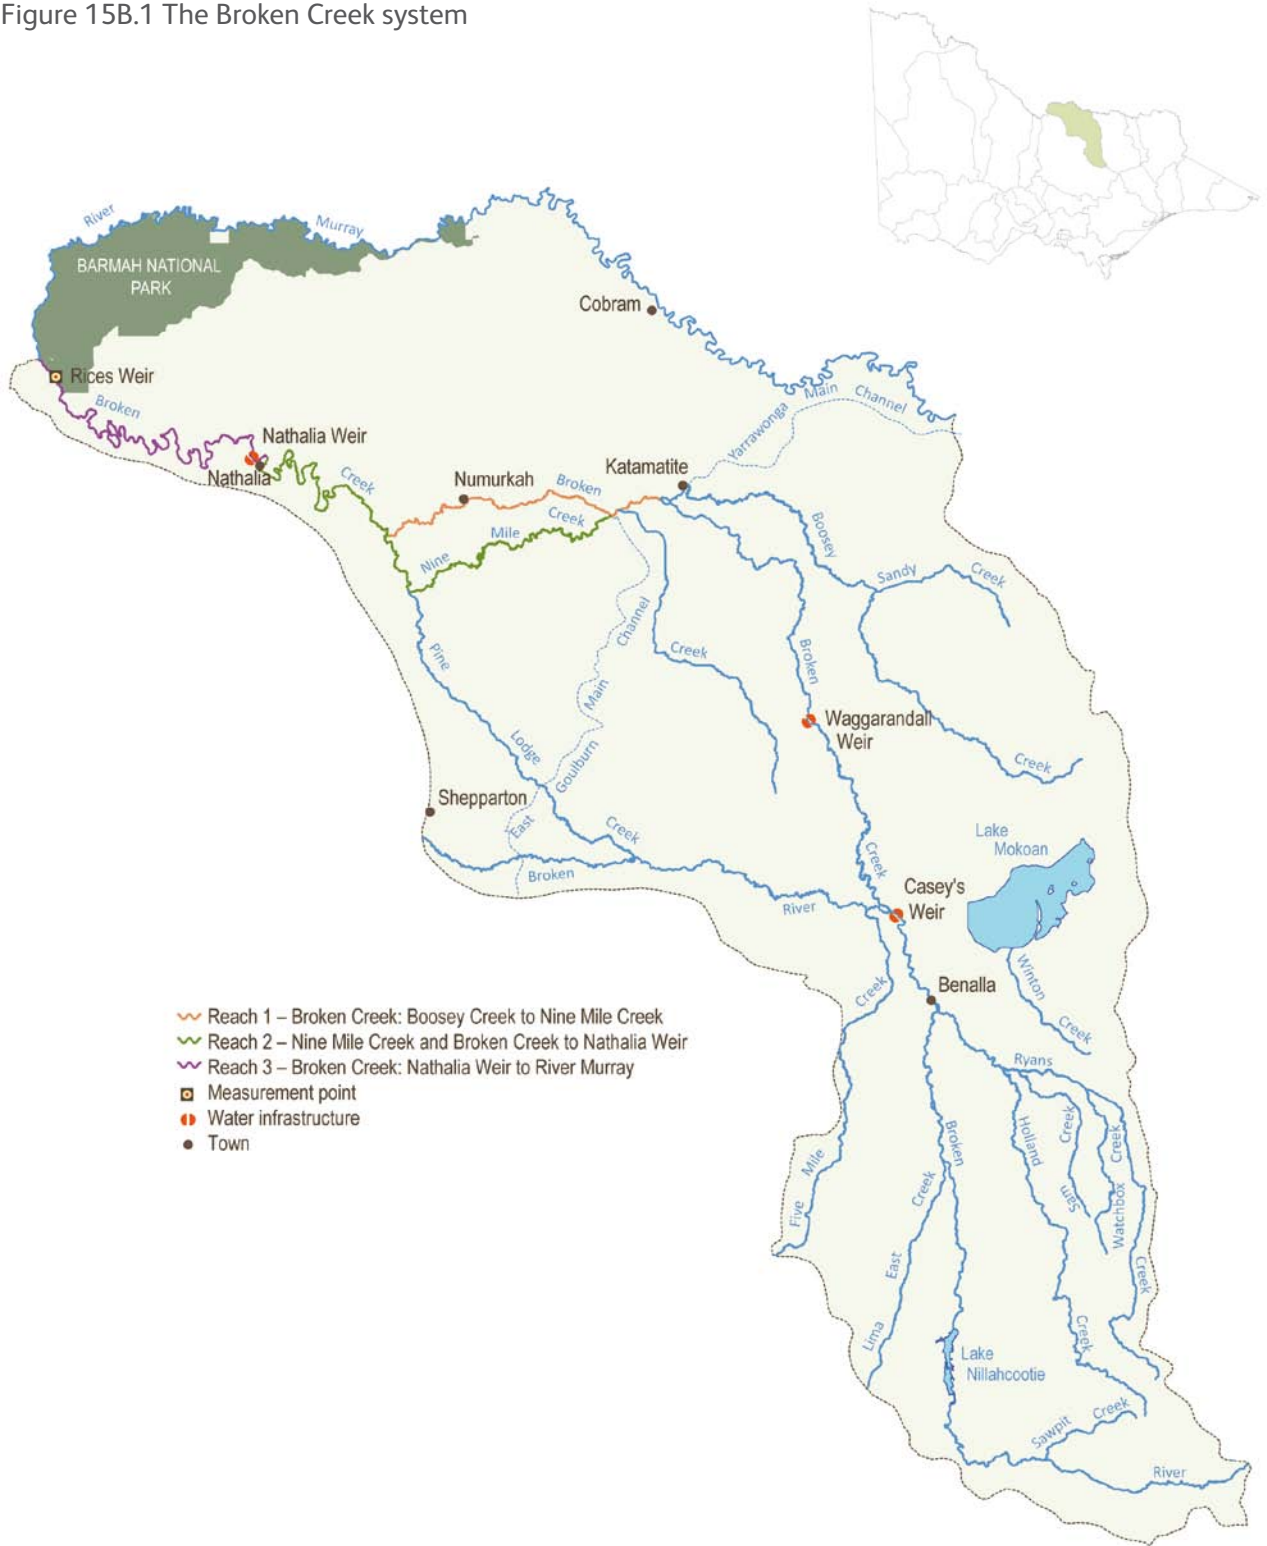 Figure 15B.1 The Broken Creek system
River
Murray
BARMAH NATIONAL
PARK
Cobram
Rices Weir
Broken
Main
Channel
Yarrawonga
Nathalia Weir
Nathalia
Creek
Numurkah
Broken
Katamatite
Creek
Mile
Nine
Boosey
Sandy
Creek
Channel
Creek
Broken
Pine
Main
Waggarandall
Weir
Lodge
Goulburn
Creek
Shepparton
East
Creek
Lake
Mokoan
Creek
Broken
Casey's
Weir
River
Winton
Creek
Benalla
Creek
Ryans
Reach 1 – Broken Creek: Boosey Creek to Nine Mile Creek
Reach 2 – Nine Mile Creek and Broken Creek to Nathalia Weir
Reach 3 – Broken Creek: Nathalia Weir to River Murray
Measurement point
Water infrastructure
Town
Broken
Holland
Creek
Creek
Mile
Five
Creek
Sam
Watchbox
East
Creek
Lima
Creek
Lake
Nillahcootie
Sawpit
Creek
River